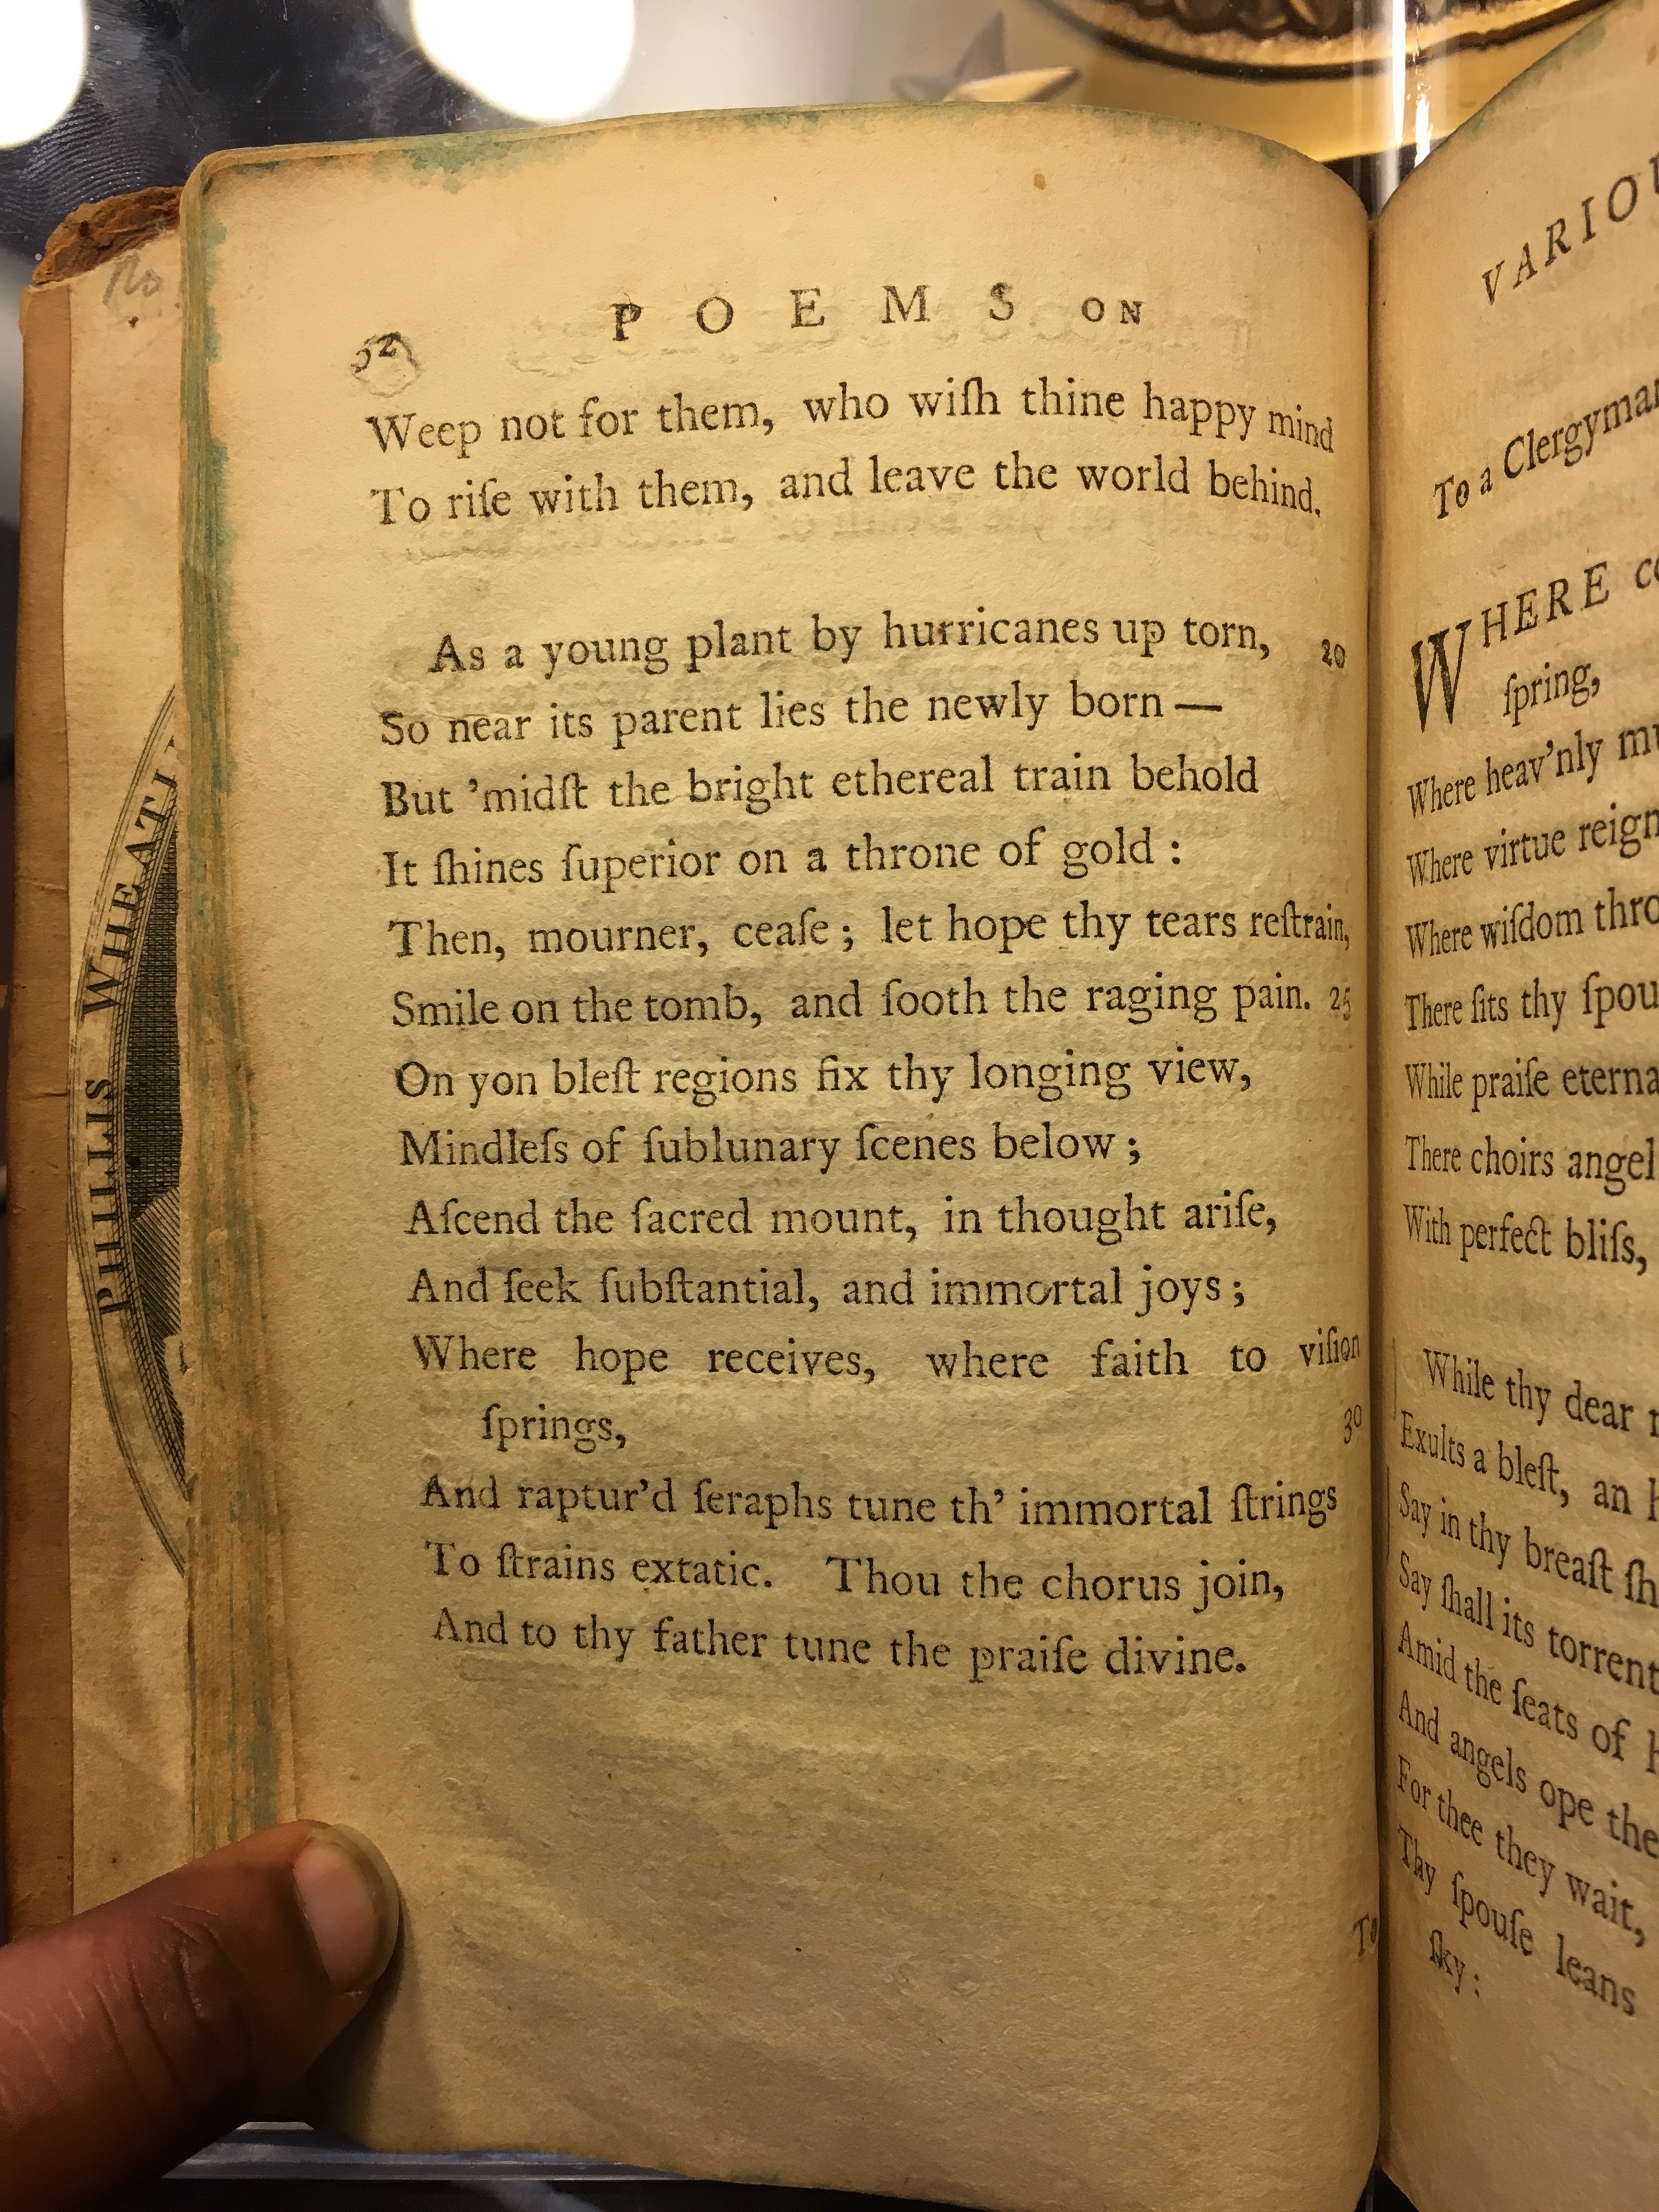 PHILLIS WHEATL
52
POEMS ON
Weep not for them, who wiſh thine happy mind
To riſe with them, and leave the world behind.
As a young plant by hurricanes up torn, 20
So near its parent lies the newly born —
But 'midſt the bright ethereal train behold
It ſhines ſuperior on a throne of gold :
Then, mourner, ceaſe ; let hope thy tears reſtrain,
Smile on the tomb, and ſooth the raging pain. 25
On yon bleſt regions fix thy longing view,
Mindleſs of ſublunary ſcenes below ;
Aſcend the ſacred mount, in thought ariſe,
And ſeek ſubſtantial, and immortal joys ;
Where hope receives, where faith to viſion
ſprings, 30
And raptur'd ſeraphs tune th' immortal ſtrings
To ſtrains extatic. Thou the chorus join,
And to thy father tune the praiſe divine.
To
VARIOU
To a Clergyman
WHERE co
ſpring,
Where heav'nly mu
Where virtue reign
Where wiſdom thro
There ſits thy ſpou
While praiſe eterna
There choirs angel
With perfect bliſs,
While thy dear
Exults a bleſt, an
Say in thy breaſt ſh
Say ſhall its torrent
Amid the ſeats of
And angels ope the
For thee they wait,
Thy ſpouſe leans
ſky :